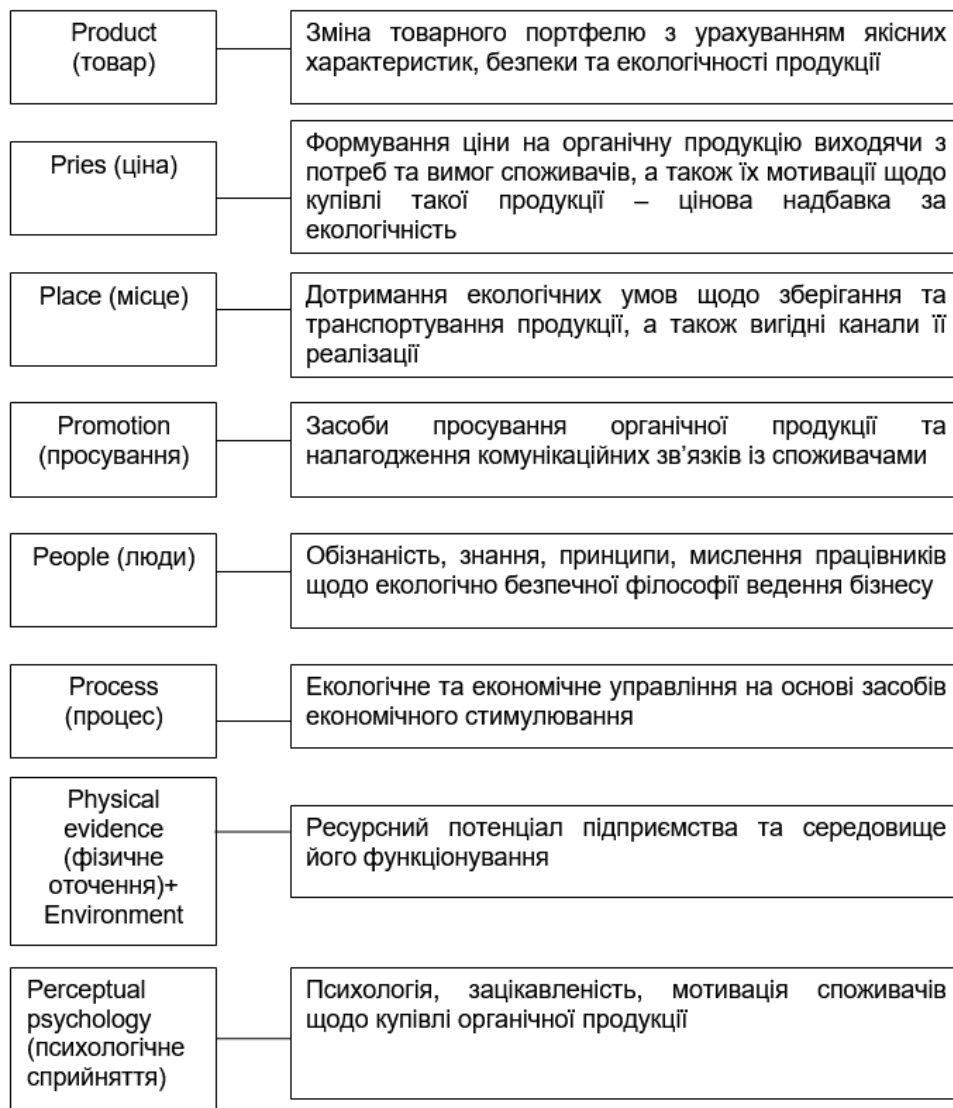 Product
(товар)
Зміна товарного портфелю з урахуванням якісних
характеристик, безпеки та екологічності продукції
Pries (ціна)
Формування ціни на органічну продукцію виходячи з
потреб та вимог споживачів, а також їх мотивації щодо
купівлі такої продукції – цінова надбавка за
екологічність
Place (місце)
Дотримання екологічних умов щодо зберігання та
транспортування продукції, а також вигідні канали її
реалізації
Promotion
(просування)
Засоби просування органічної продукції та
налагодження комунікаційних зв’язків із споживачами
People (люди)
Обізнаність, знання, принципи, мислення працівників
щодо екологічно безпечної філософії ведення бізнесу
Process
(процес)
Екологічне та економічне управління на основі засобів
економічного стимулювання
Physical
evidence
(фізичне
оточення)+
Environment
Ресурсний потенціал підприємства та середовище
його функціонування
Perceptual
psychology
(психологічне
сприйняття)
Психологія, зацікавленість, мотивація споживачів
щодо купівлі органічної продукції